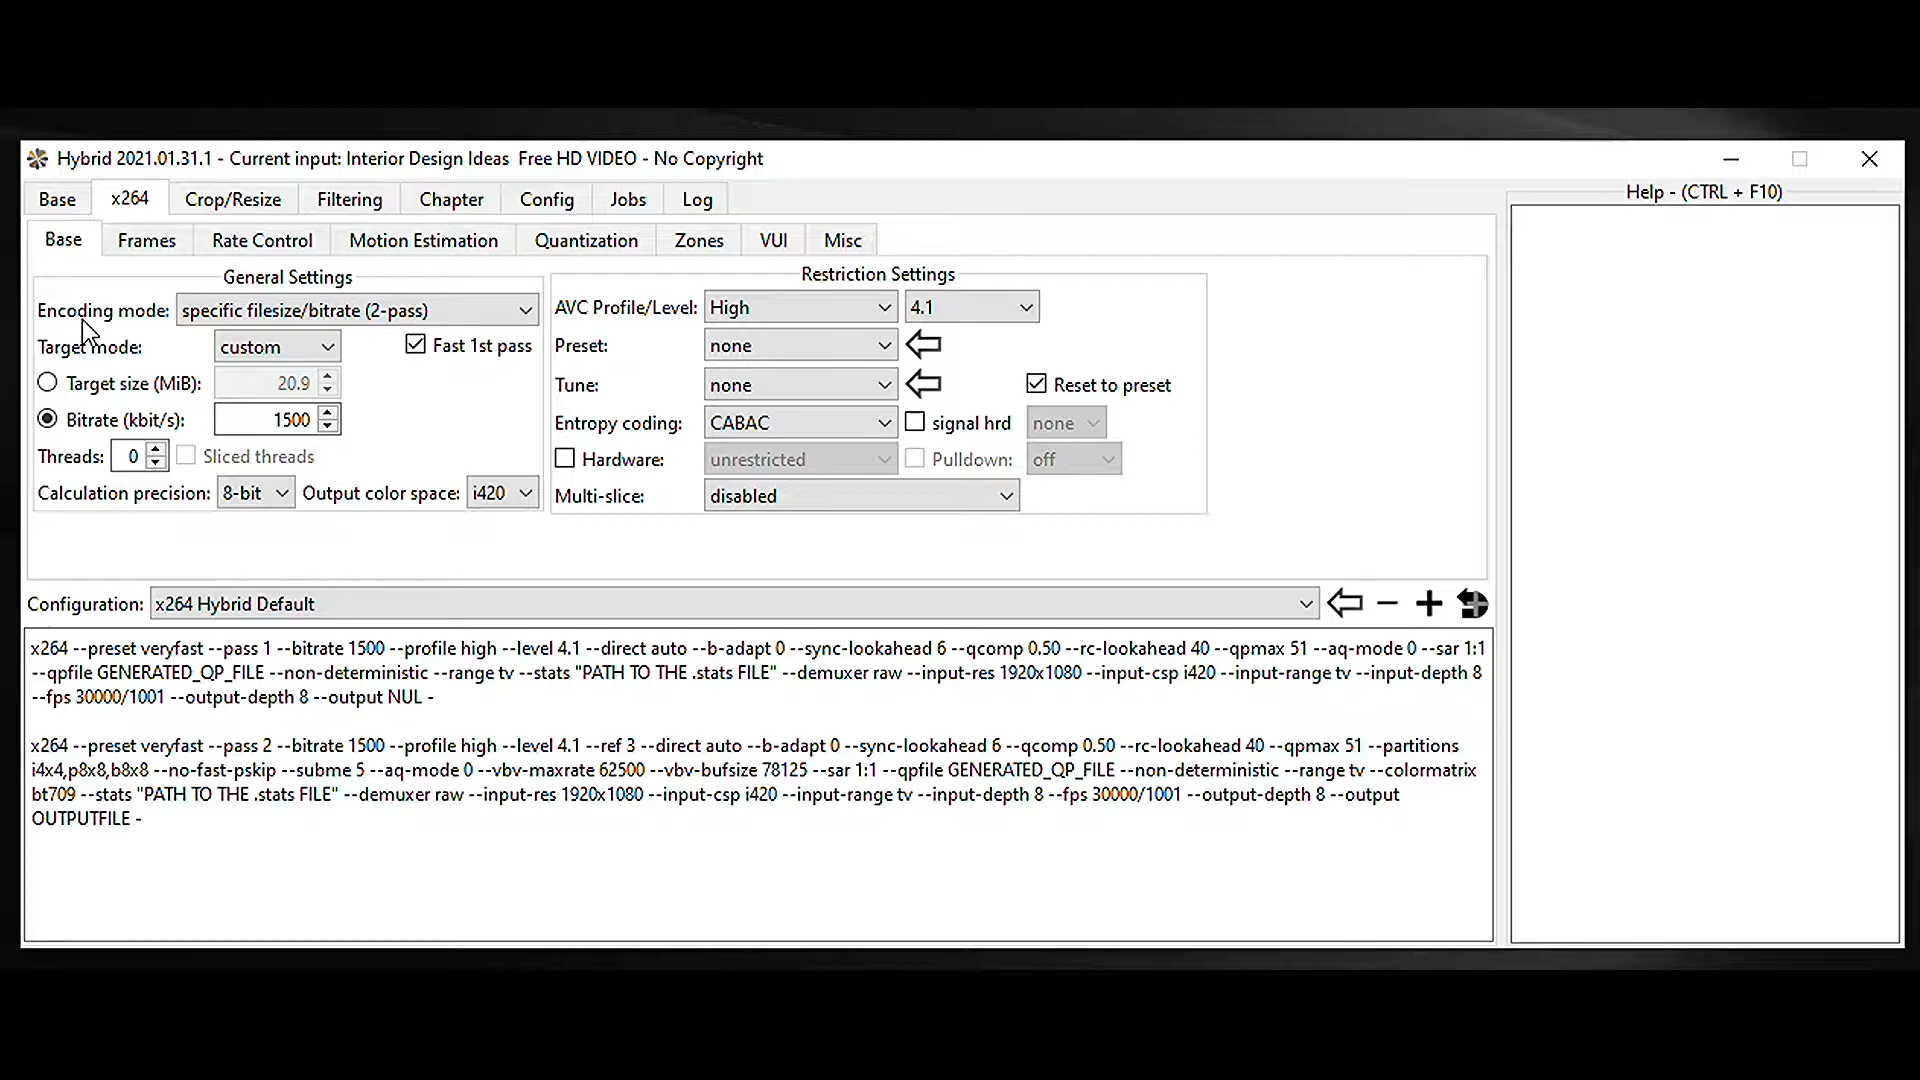 Hybrid 2021.01.31.1 - Current input: Interior Design Ideas  Free HD VIDEO - No Copyright
Help - (CTRL + F10)
Base x264 Crop/Resize Filtering Chapter Config Jobs Log
Base Frames Rate Control Motion Estimation Quantization Zones VUI Misc
General Settings
Encoding mode: specific filesize/bitrate (2-pass)
Target mode: custom Fast 1st pass
Target size (MiB): 20.9
Bitrate (kbit/s): 1500
Threads: 0 Sliced threads
Calculation precision: 8-bit Output color space: i420
Restriction Settings
AVC Profile/Level: High 4.1
Preset: none
Tune: none Reset to preset
Entropy coding: CABAC signal hrd none
Hardware: unrestricted Pulldown: off
Multi-slice: disabled
Configuration: x264 Hybrid Default
x264 --preset veryfast --pass 1 --bitrate 1500 --profile high --level 4.1 --direct auto --b-adapt 0 --sync-lookahead 6 --qcomp 0.50 --rc-lookahead 40 --qpmax 51 --aq-mode 0 --sar 1:1
--qpfile GENERATED_QP_FILE --non-deterministic --range tv --stats "PATH TO THE .stats FILE" --demuxer raw --input-res 1920x1080 --input-csp i420 --input-range tv --input-depth 8
--fps 30000/1001 --output-depth 8 --output NUL -
x264 --preset veryfast --pass 2 --bitrate 1500 --profile high --level 4.1 --ref 3 --direct auto --b-adapt 0 --sync-lookahead 6 --qcomp 0.50 --rc-lookahead 40 --qpmax 51 --partitions
i4x4,p8x8,b8x8 --no-fast-pskip --subme 5 --aq-mode 0 --vbv-maxrate 62500 --vbv-bufsize 78125 --sar 1:1 --qpfile GENERATED_QP_FILE --non-deterministic --range tv --colormatrix
bt709 --stats "PATH TO THE .stats FILE" --demuxer raw --input-res 1920x1080 --input-csp i420 --input-range tv --input-depth 8 --fps 30000/1001 --output-depth 8 --output
OUTPUTFILE -